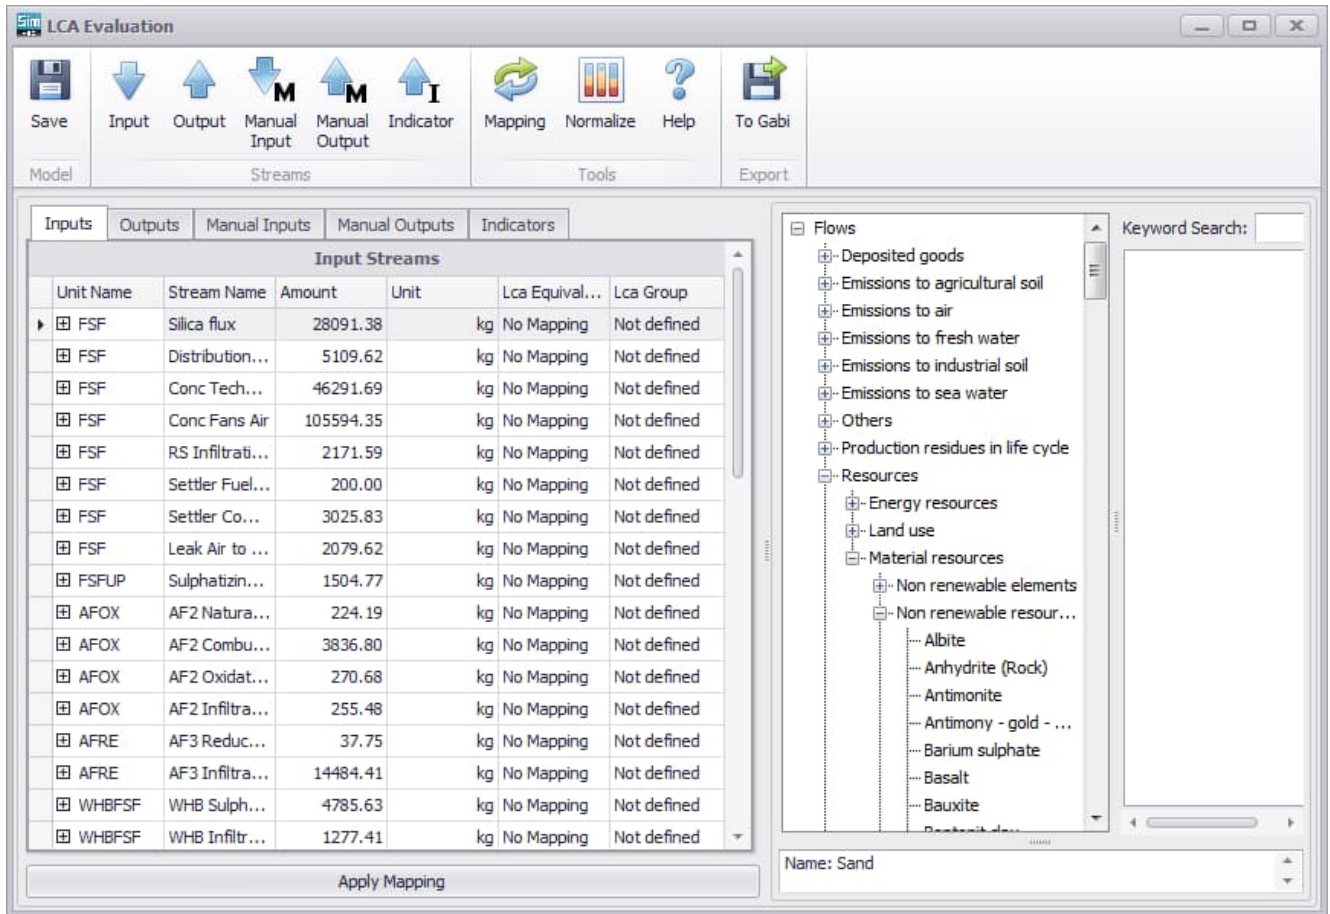 LCA Evaluation
Save Input Output Manual Input Manual Output Indicator Mapping Normalize Help To Gabi
Model Streams Tools Export
Inputs Outputs Manual Inputs Manual Outputs Indicators
Input Streams
Unit Name Stream Name Amount Unit Lca Equival... Lca Group
FSF Silica flux 28091.38 kg No Mapping Not defined
FSF Distribution... 5109.62 kg No Mapping Not defined
FSF Conc Tech... 46291.69 kg No Mapping Not defined
FSF Conc Fans Air 105594.35 kg No Mapping Not defined
FSF RS Infiltrati... 2171.59 kg No Mapping Not defined
FSF Settler Fuel... 200.00 kg No Mapping Not defined
FSF Settler Co... 3025.83 kg No Mapping Not defined
FSF Leak Air to ... 2079.62 kg No Mapping Not defined
FSFUP Sulphatizin... 1504.77 kg No Mapping Not defined
AFOX AF2 Natura... 224.19 kg No Mapping Not defined
AFOX AF2 Combu... 3836.80 kg No Mapping Not defined
AFOX AF2 Oxidat... 270.68 kg No Mapping Not defined
AFOX AF2 Infiltra... 255.48 kg No Mapping Not defined
AFRE AF3 Reduc... 37.75 kg No Mapping Not defined
AFRE AF3 Infiltra... 14484.41 kg No Mapping Not defined
WHBFSF WHB Sulph... 4785.63 kg No Mapping Not defined
WHBFSF WHB Infiltr... 1277.41 kg No Mapping Not defined
Apply Mapping
Flows
Deposited goods
Emissions to agricultural soil
Emissions to air
Emissions to fresh water
Emissions to industrial soil
Emissions to sea water
Others
Production residues in life cycle
Resources
Energy resources
Land use
Material resources
Non renewable elements
Non renewable resour...
Albite
Anhydrite (Rock)
Antimonite
Antimony - gold - ...
Barium sulphate
Basalt
Bauxite
Keyword Search:
Name: Sand